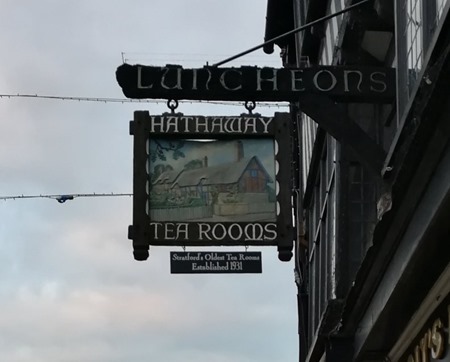 LUNCHEONS
HATHAWAY
TEA ROOMS
Stratford's Oldest Tea Rooms
Established 1931